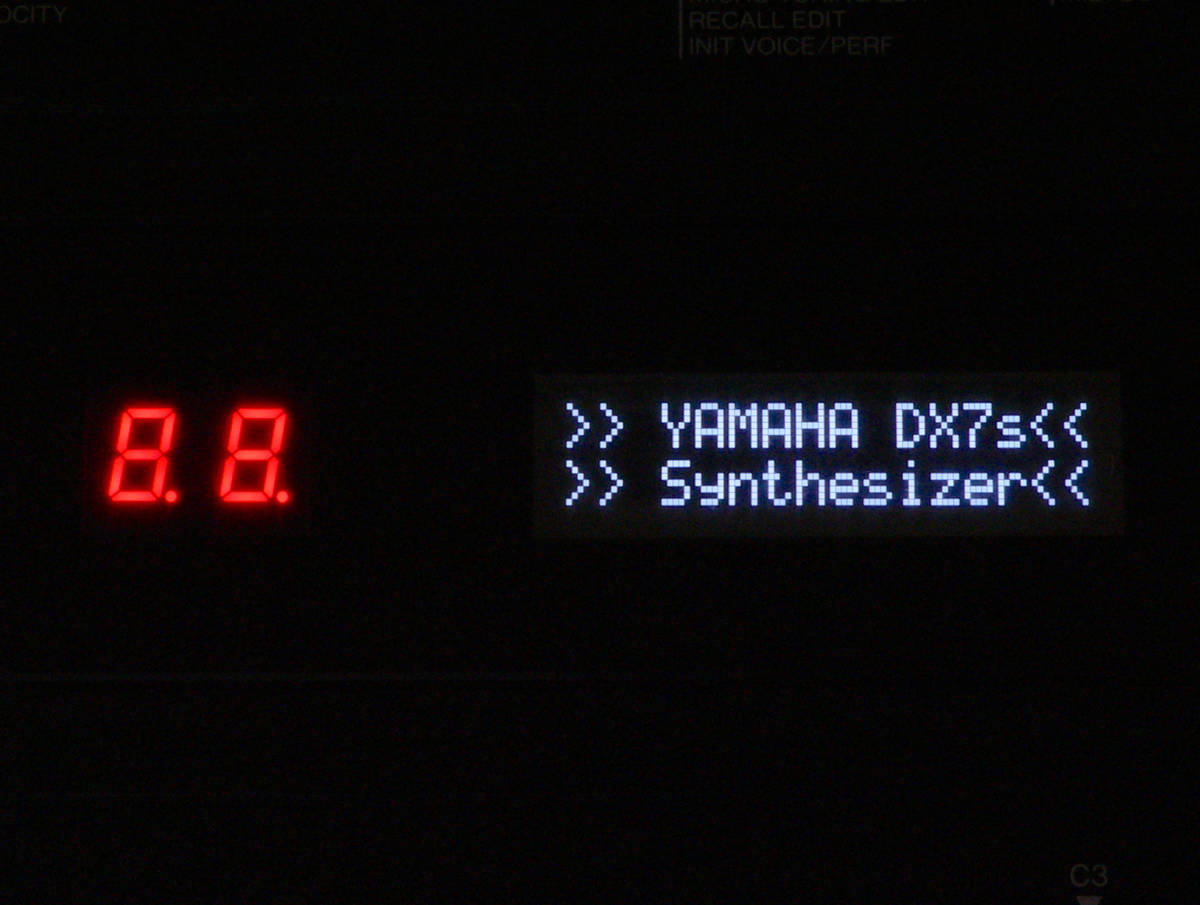 RECALL EDIT
INIT VOICE/PERF
8.8.
>> YAMAHA DX7s<<
>> Synthesizer<<
C3